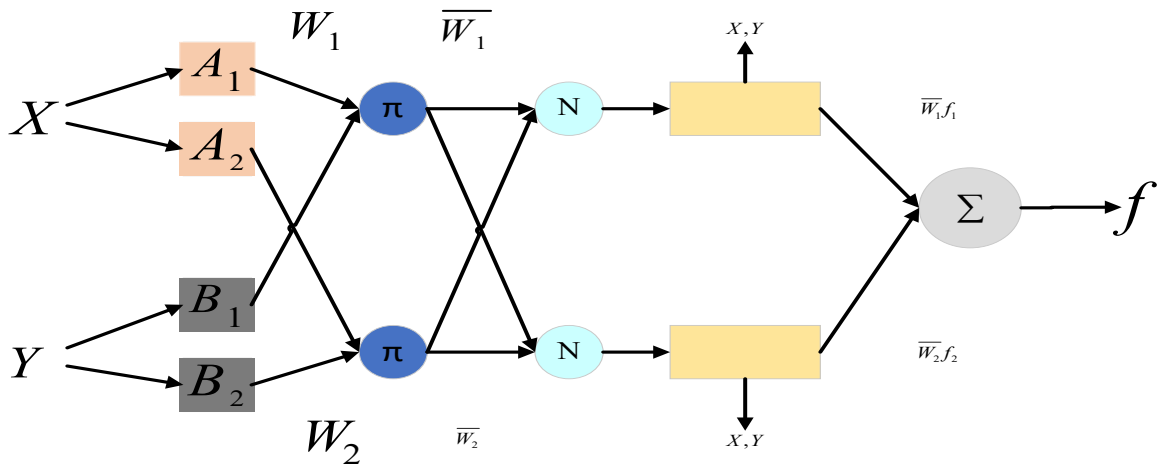 W₁
W̅₁
X, Y
X
A₁
π
N
W̅₁f₁
A₂
Σ
f
B₁
Y
π
N
W̅₂f₂
B₂
W₂
W̅₂
X, Y